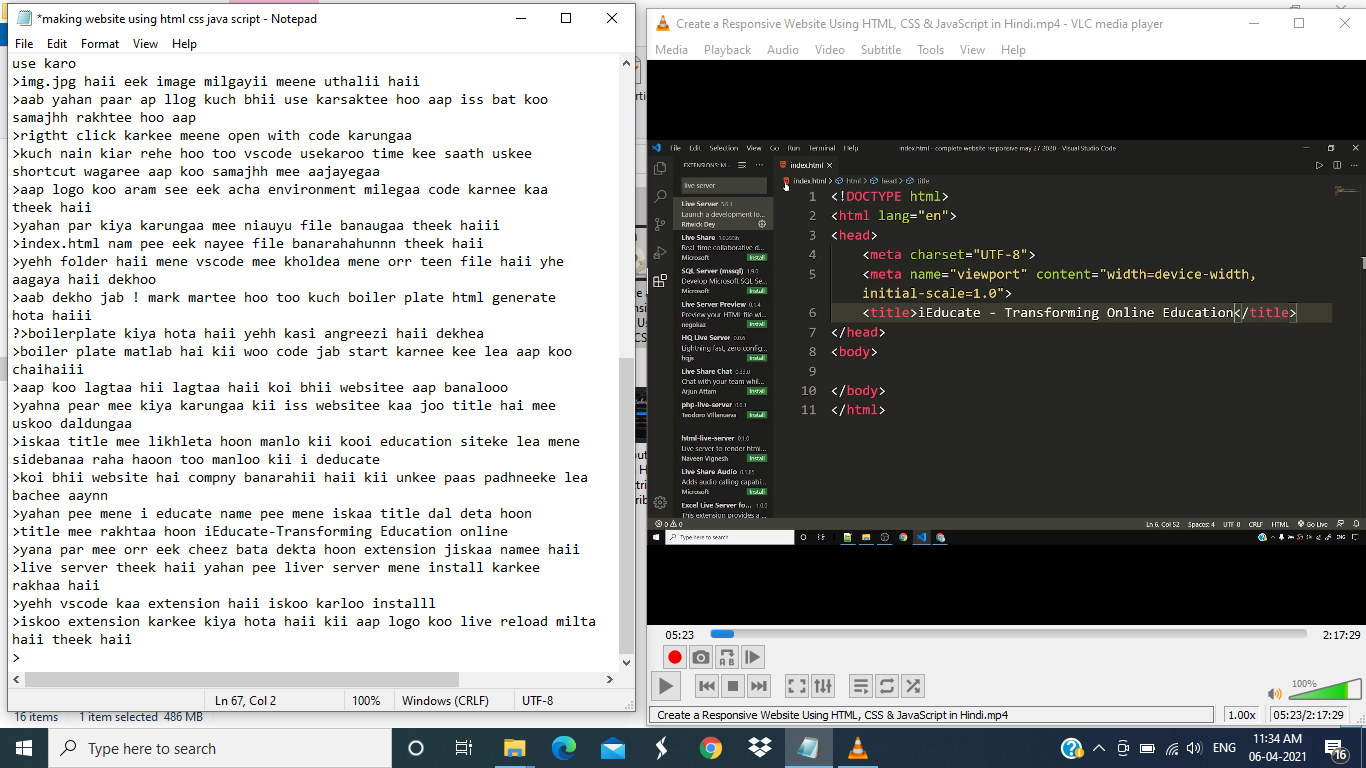 *making website using html css java script - Notepad
File Edit Format View Help
use karo
>img.jpg haii eek image milgayii meene uthalii haii
>aab yahan paar ap llog kuch bhii use karsaktee hoo aap iss bat koo
samajhh rakhtee hoo aap
>rigtht click karkee meene open with code karungaa
>kuch nain kiar rehe hoo too vscode usekaroo time kee saath uskee
shortcut wagaree aap koo samajhh mee aajayegaa
>aap logo koo aram see eek acha environment milegaa code karnee kaa
theek haii
>yahan par kiya karungaa mee niauyu file banaugaa theek haiii
>index.html nam pee eek nayee file banarahahunnn theek haii
>yehh folder haii mene vscode mee kholdea mene orr teen file haii yhe
aagaya haii dekhoo
>aab dekho jab ! mark martee hoo too kuch boiler plate html generate
hota haiii
?>boilerplate kiya hota haii yehh kasi angreezi haii dekhea
>boiler plate matlab hai kii woo code jab start karnee kee lea aap koo
chaihaiii
>aap koo lagtaa hii lagtaa haii koi bhii websitee aap banalooo
>yahna pear mee kiya karungaa kii iss websitee kaa joo title hai mee
uskoo daldungaa
>iskaa title mee likhleta hoon manlo kii kooi education siteke lea mene
sidebanaa raha haoon too manloo kii i deducate
>koi bhii website hai compny banarahii haii kii unkee paas padhneeke lea
bachee aaynn
>yahan pee mene i educate name pee mene iskaa title dal deta hoon
>title mee rakhtaa hoon iEducate-Transforming Education online
>yana par mee orr eek cheez bata dekta hoon extension jiskaa namee haii
>live server theek haii yahan pee liver server mene install karkee
rakhaa haii
>yehh vscode kaa extension haii iskoo karloo installl
>iskoo extension karkee kiya hota haii kii aap logo koo live reload milta
haii theek haii
>
Ln 67, Col 2 100% Windows (CRLF) UTF-8
16 items 1 item selected 486 MB
Create a Responsive Website Using HTML, CSS & JavaScript in Hindi.mp4 - VLC media player
Media Playback Audio Video Subtitle Tools View Help
File Edit Selection View Go Run Terminal Help
index.html - complete website responsive may 27 2020 - Visual Studio Code
EXTENSIONS: M...
index.html
live server
index.html > html > head > title
Live Server 5.6.1
Launch a development lo...
Ritwick Dey
Live Share
Real-time collaborative d...
Microsoft Install
SQL Server (mssql) 1.9.0
Develop Microsoft SQL Se...
Microsoft Install
Live Server Preview 0.1.4
Preview your HTML file wi...
negokaz Install
HQ Live Server
Lightning fast, zero config...
hqjs Install
Live Share Chat
Chat with your team whil...
Arjun Attam Install
php-live-server
Teodoro Villanueva Install
html-live-server 0.1.0
Live server to render html...
Naveen Vignesh Install
Live Share Audio
Adds audio calling capabi...
Microsoft Install
Excel Live Server fo... 1.0.0
This extension provides a ...
1 <!DOCTYPE html>
2 <html lang="en">
3 <head>
4 <meta charset="UTF-8">
5 <meta name="viewport" content="width=device-width,
initial-scale=1.0">
6 <title>iEducate - Transforming Online Education</title>
7 </head>
8 <body>
9
10 </body>
11 </html>
0 0
Ln 6, Col 52 Spaces: 4 UTF-8 CRLF HTML Go Live
Type here to search
ENG
05:23 2:17:29
100%
Create a Responsive Website Using HTML, CSS & JavaScript in Hindi.mp4
1.00x 05:23/2:17:29
Type here to search
ENG
11:34 AM
06-04-2021
16